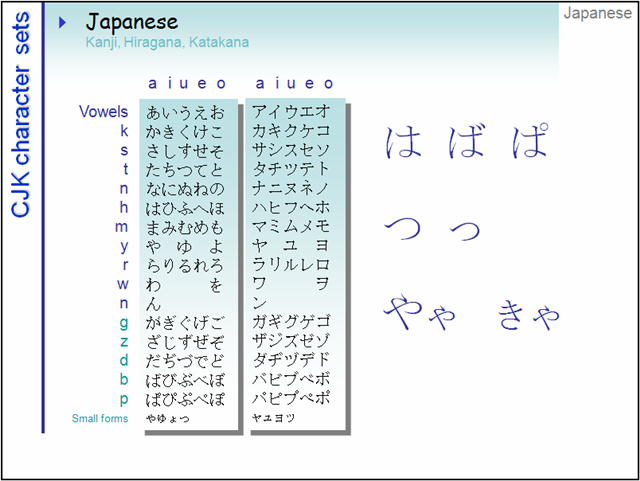 Japanese
CJK character sets
Japanese
Kanji, Hiragana, Katakana
a i u e o a i u e o
Vowels あいうえお アイウエオ
k かきくけこ カキクケコ
s さしすせそ サシスセソ
t たちつてと タチツテト
n なにぬねの ナニヌネノ
h はひふへほ ハヒフヘホ
m まみむめも マミムメモ
y や ゆ よ ヤ ユ ヨ
r らりるれろ ラリルレロ
w わ を ワ ヲ
n ん ン
g がぎぐげご ガギグゲゴ
z ざじずぜぞ ザジズゼゾ
d だぢづでど ダヂヅデド
b ばびぶべぼ バビブベボ
p ぱぴぷぺぽ パピプペポ
Small forms ゃゅょっ ャュョッ
は ば ぱ
つ っ
やゃ きゃ